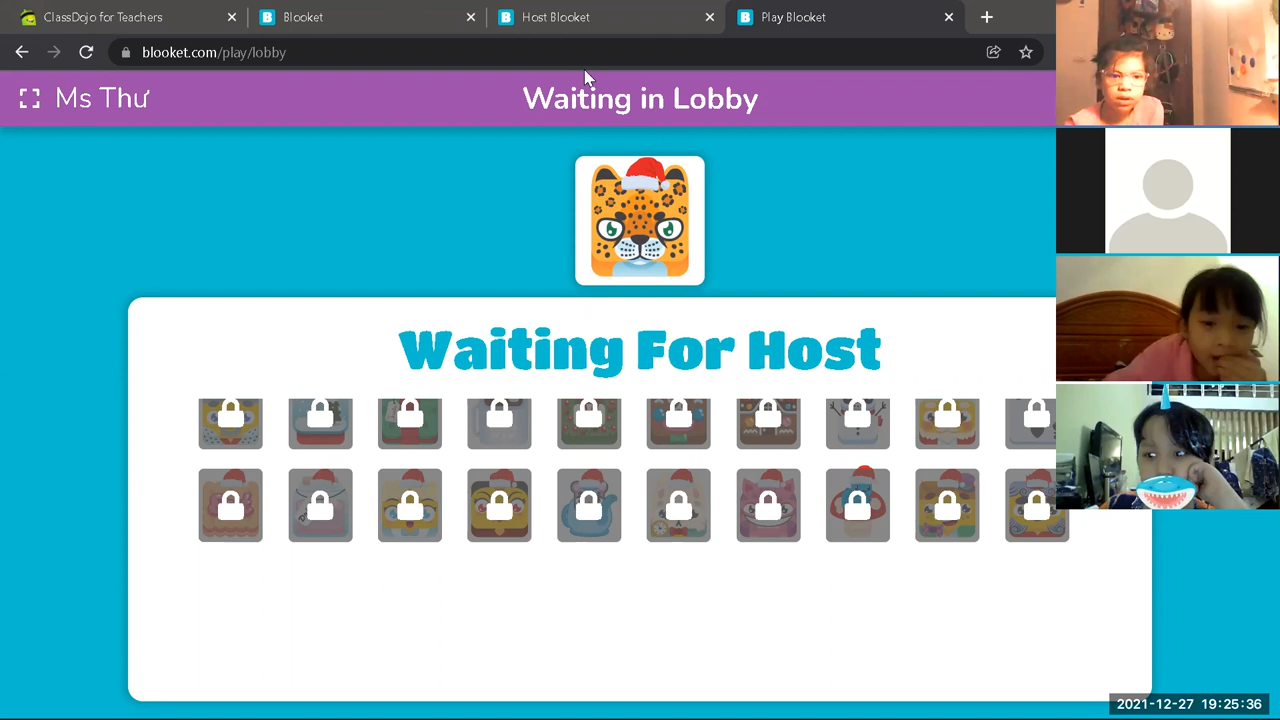 ClassDojo for Teachers
Blooket
Host Blooket
Play Blooket
blooket.com/play/lobby
Ms Thư
Waiting in Lobby
Waiting For Host
2021-12-27 19:25:36